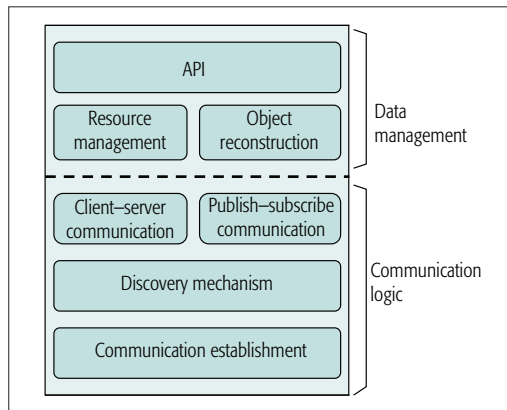 API
Resource
management
Object
reconstruction
Data
management
Client–server
communication
Publish–subscribe
communication
Discovery mechanism
Communication
logic
Communication establishment